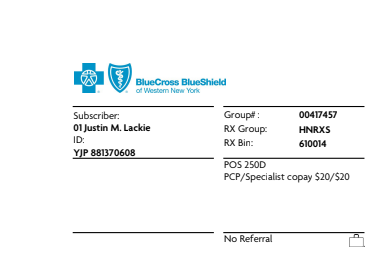 BlueCross BlueShield
of Western New York
Subscriber:
01 Justin M. Lackie
ID:
YJP 881370608
Group# : 00417457
RX Group: HNRXS
RX Bin: 610014
POS 250D
PCP/Specialist copay $20/$20
No Referral